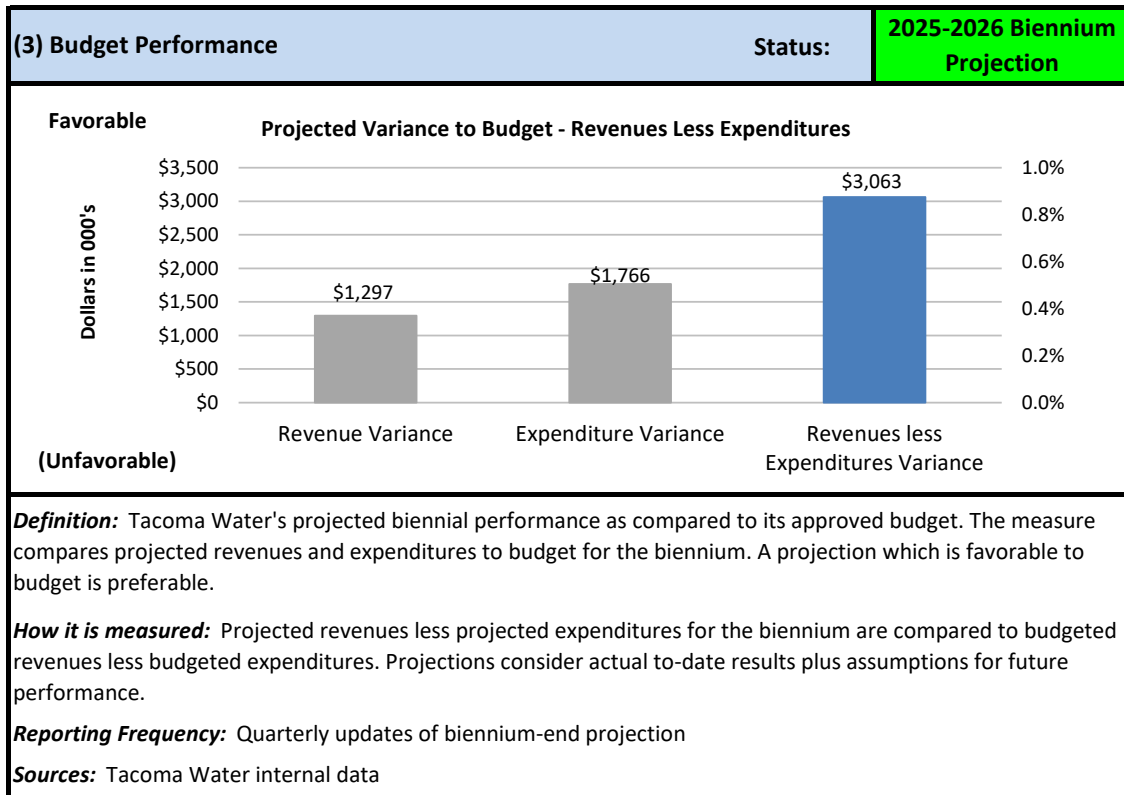 (3) Budget Performance
Status:
2025-2026 Biennium
Projection
Favorable
Projected Variance to Budget - Revenues Less Expenditures
Dollars in 000's
$3,500
$3,000
$2,500
$2,000
$1,500
$1,000
$500
$0
$1,297
$1,766
$3,063
1.0%
0.8%
0.6%
0.4%
0.2%
0.0%
Revenue Variance
Expenditure Variance
Revenues less
Expenditures Variance
(Unfavorable)
Definition: Tacoma Water's projected biennial performance as compared to its approved budget. The measure
compares projected revenues and expenditures to budget for the biennium. A projection which is favorable to
budget is preferable.
How it is measured: Projected revenues less projected expenditures for the biennium are compared to budgeted
revenues less budgeted expenditures. Projections consider actual to-date results plus assumptions for future
performance.
Reporting Frequency: Quarterly updates of biennium-end projection
Sources: Tacoma Water internal data